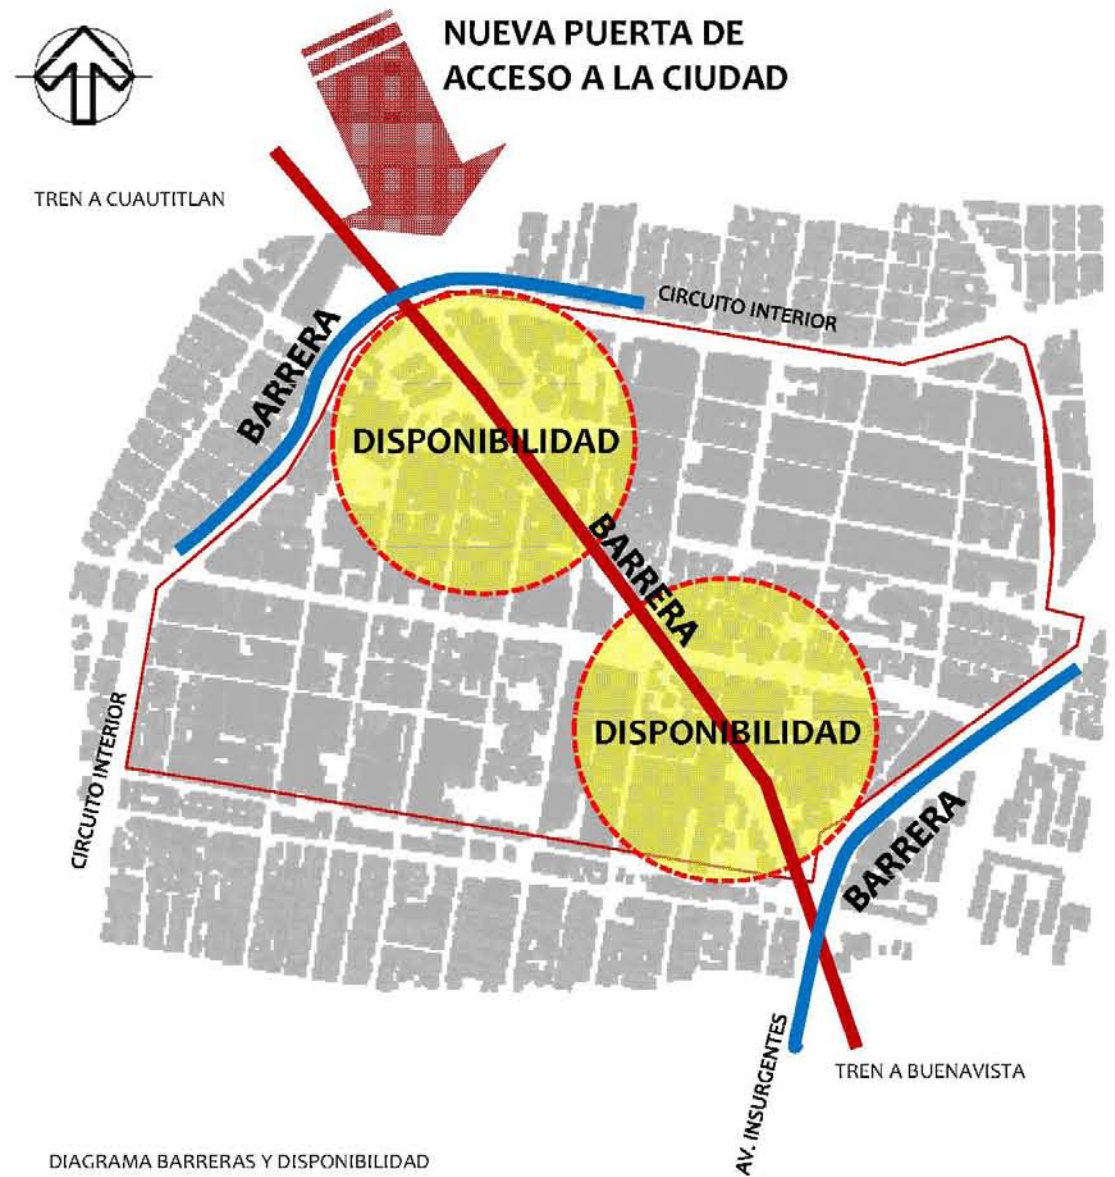 NUEVA PUERTA DE
ACCESO A LA CIUDAD
TREN A CUAUTITLAN
CIRCUITO INTERIOR
BARRERA
DISPONIBILIDAD
BARRERA
DISPONIBILIDAD
CIRCUITO INTERIOR
BARRERA
AV. INSURGENTES
TREN A BUENAVISTA
DIAGRAMA BARRERAS Y DISPONIBILIDAD